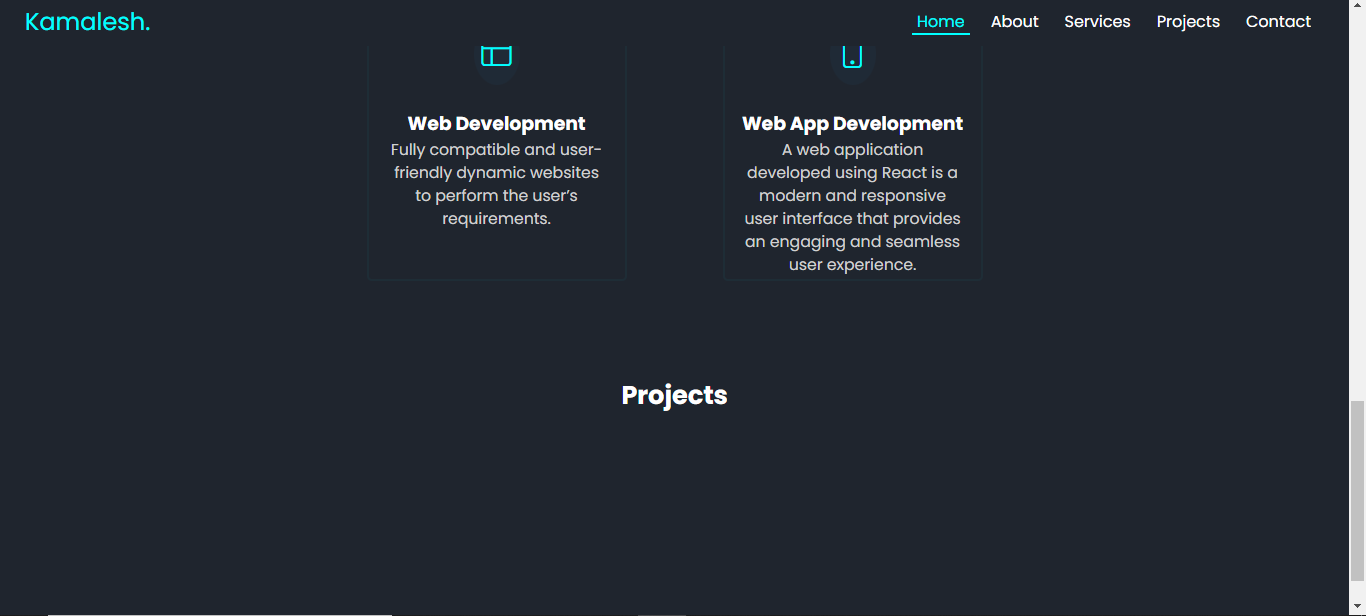 Kamalesh.
Home About Services Projects Contact
Web Development
Fully compatible and user-
friendly dynamic websites
to perform the user’s
requirements.
Web App Development
A web application
developed using React is a
modern and responsive
user interface that provides
an engaging and seamless
user experience.
Projects